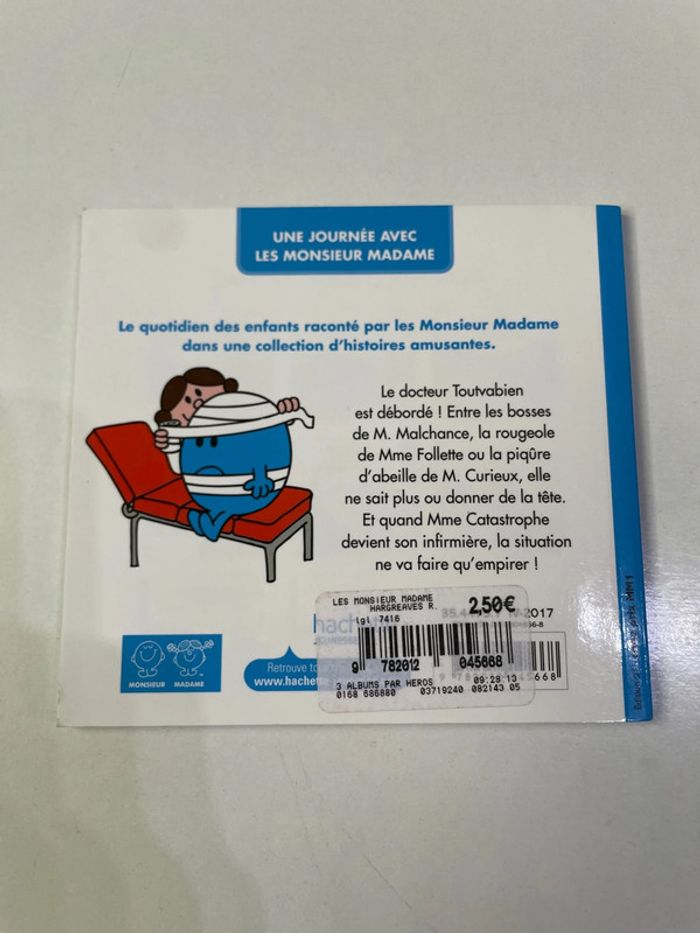 UNE JOURNÉE AVEC
LES MONSIEUR MADAME
Le quotidien des enfants raconté par les Monsieur Madame
dans une collection d'histoires amusantes.
Le docteur Toutvabien
est débordé ! Entre les bosses
de M. Malchance, la rougeole
de Mme Follette ou la piqûre
d'abeille de M. Curieux, elle
ne sait plus ou donner de la tête.
Et quand Mme Catastrophe
devient son infirmière, la situation
ne va faire qu'empirer !
LES MONSIEUR MADAME
HARGREAVES R.
2,50€
lgl 7416
-2017
9 782012 045668
3 ALBUMS PAR HEROS
09:28 13
0168 686880 03719240 082143 05
MONSIEUR MADAME
Retrouve
www.hachette